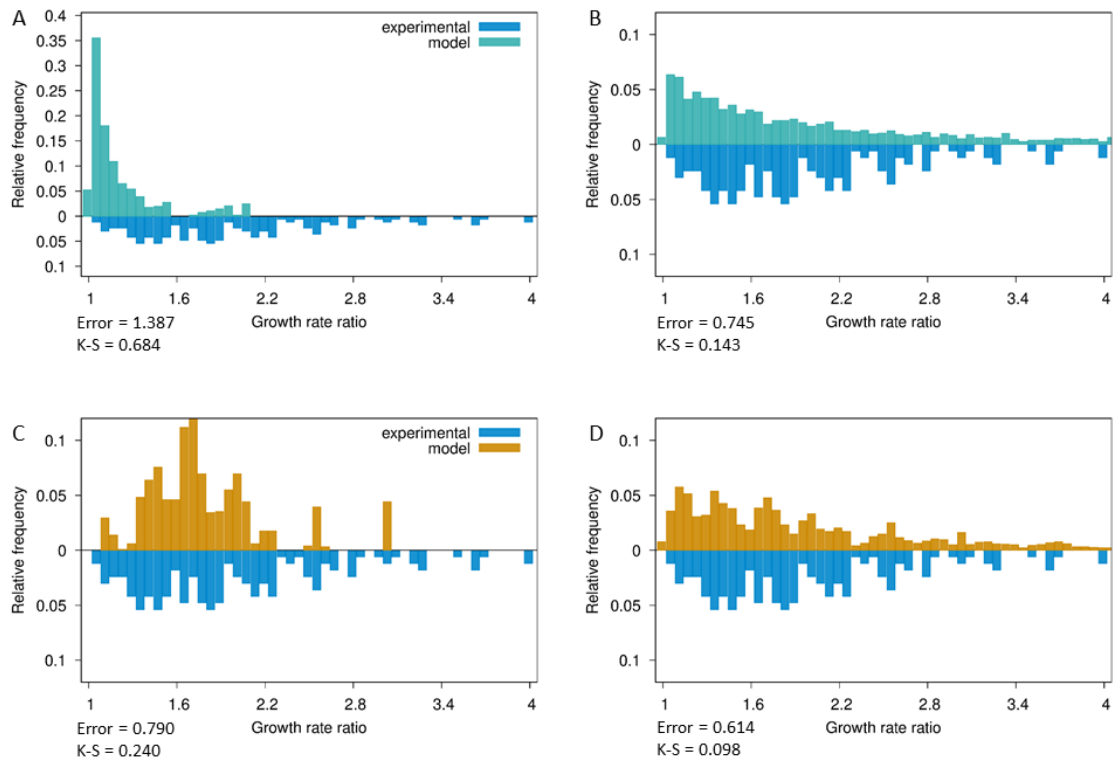 A
experimental
model
Relative frequency
0.4
0.35
0.3
0.25
0.2
0.15
0.1
0.05
0
0.05
0.1
1 1.6 2.2 2.8 3.4 4
Growth rate ratio
Error = 1.387
K-S = 0.684
B
Relative frequency
0.1
0.05
0
0.05
0.1
1 1.6 2.2 2.8 3.4 4
Growth rate ratio
Error = 0.745
K-S = 0.143
C
experimental
model
Relative frequency
0.1
0.05
0
0.05
0.1
1 1.6 2.2 2.8 3.4 4
Growth rate ratio
Error = 0.790
K-S = 0.240
D
Relative frequency
0.1
0.05
0
0.05
0.1
1 1.6 2.2 2.8 3.4 4
Growth rate ratio
Error = 0.614
K-S = 0.098